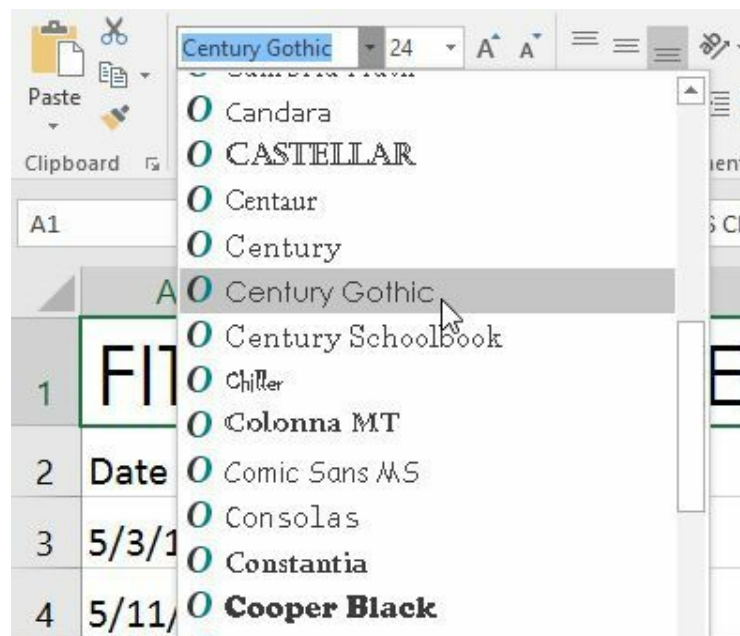 Century Gothic 24 A A ab
Paste
Clipboard
A1
A
Candara
CASTELLAR
Centaur
Century
Century Gothic
Century Schoolbook
Chiller
Colonna MT
Comic Sans MS
Consolas
Constantia
Cooper Black
1 FIT E
2 Date
3 5/3/1
4 5/11/